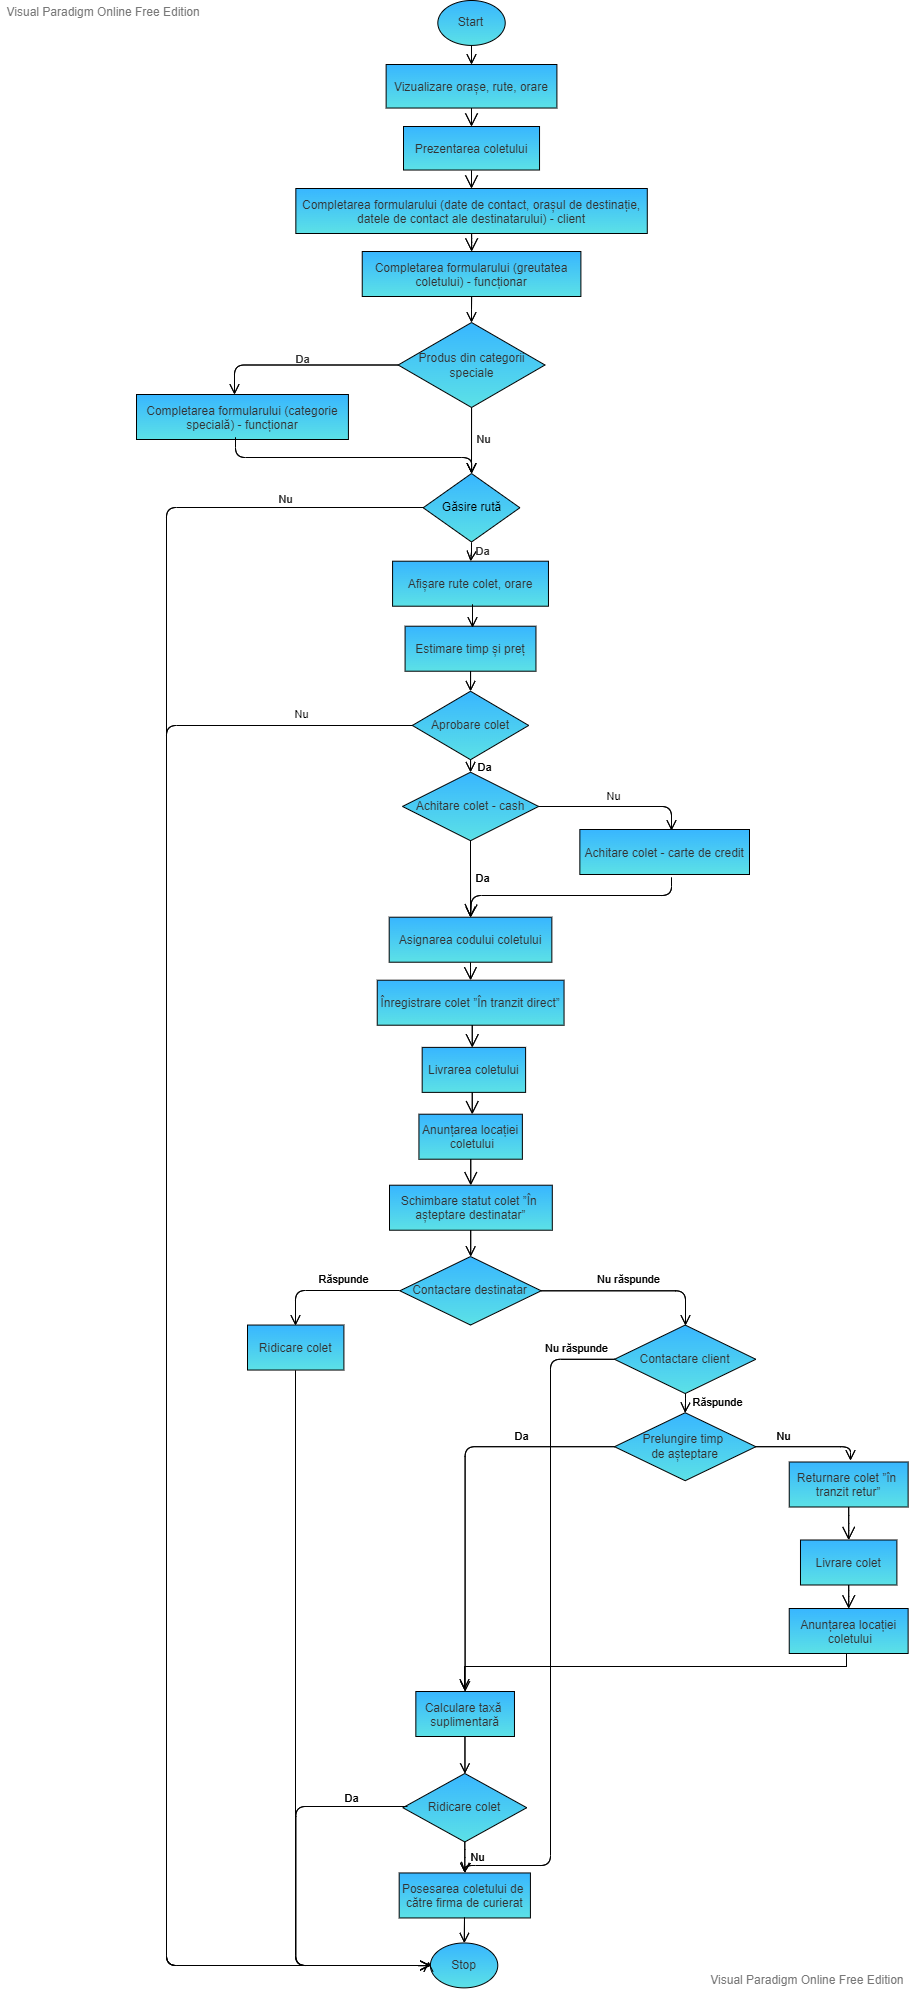 Visual Paradigm Online Free Edition
Start
Vizualizare orașe, rute, orare
Prezentarea coletului
Completarea formularului (date de contact, orașul de destinație,
datele de contact ale destinatarului) - client
Completarea formularului (greutatea
coletului) - funcționar
Produs din categorii
speciale
Da
Completarea formularului (categorie
specială) - funcționar
Nu
Găsire rută
Nu
Da
Afișare rute colet, orare
Estimare timp și preț
Aprobare colet
Nu
Da
Achitare colet - cash
Nu
Achitare colet - carte de credit
Da
Asignarea codului coletului
Înregistrare colet ”În tranzit direct”
Livrarea coletului
Anunțarea locației
coletului
Schimbare statut colet ”În
așteptare destinatar”
Contactare destinatar
Răspunde
Nu răspunde
Ridicare colet
Contactare client
Nu răspunde
Răspunde
Prelungire timp
de așteptare
Da
Nu
Returnare colet ”în
tranzit retur”
Livrare colet
Anunțarea locației
coletului
Calculare taxă
suplimentară
Ridicare colet
Da
Nu
Posesarea coletului de
către firma de curierat
Stop
Visual Paradigm Online Free Edition